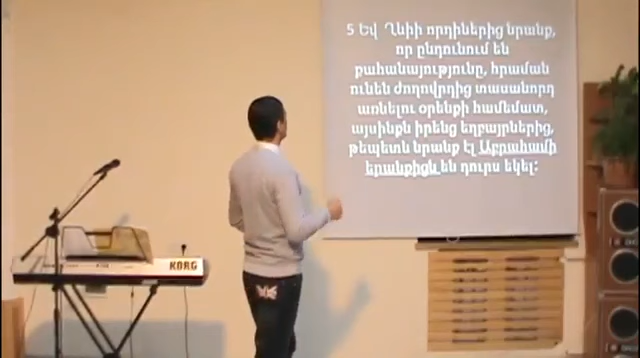 5 Եվ Ղևիի որդիներից նրանք,
որ ընդունում են
քահանայությունը, հրաման
ունեն ժողովրդից տասանորդ
առնելու օրենքի համեմատ,
այսինքն իրենց եղբայրներից,
թեպետև նրանք էլ Աբրահամի
երանքիցն են դուրս եկել:
KORG